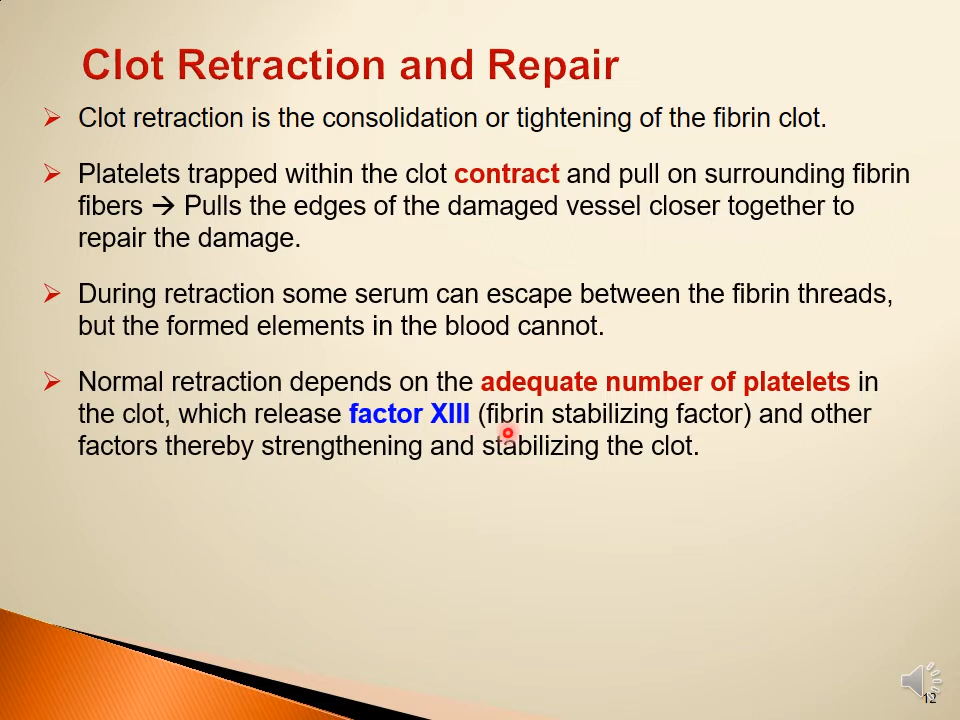 Clot Retraction and Repair
Clot retraction is the consolidation or tightening of the fibrin clot.
Platelets trapped within the clot contract and pull on surrounding fibrin
fibers → Pulls the edges of the damaged vessel closer together to
repair the damage.
During retraction some serum can escape between the fibrin threads,
but the formed elements in the blood cannot.
Normal retraction depends on the adequate number of platelets in
the clot, which release factor XIII (fibrin stabilizing factor) and other
factors thereby strengthening and stabilizing the clot.
12